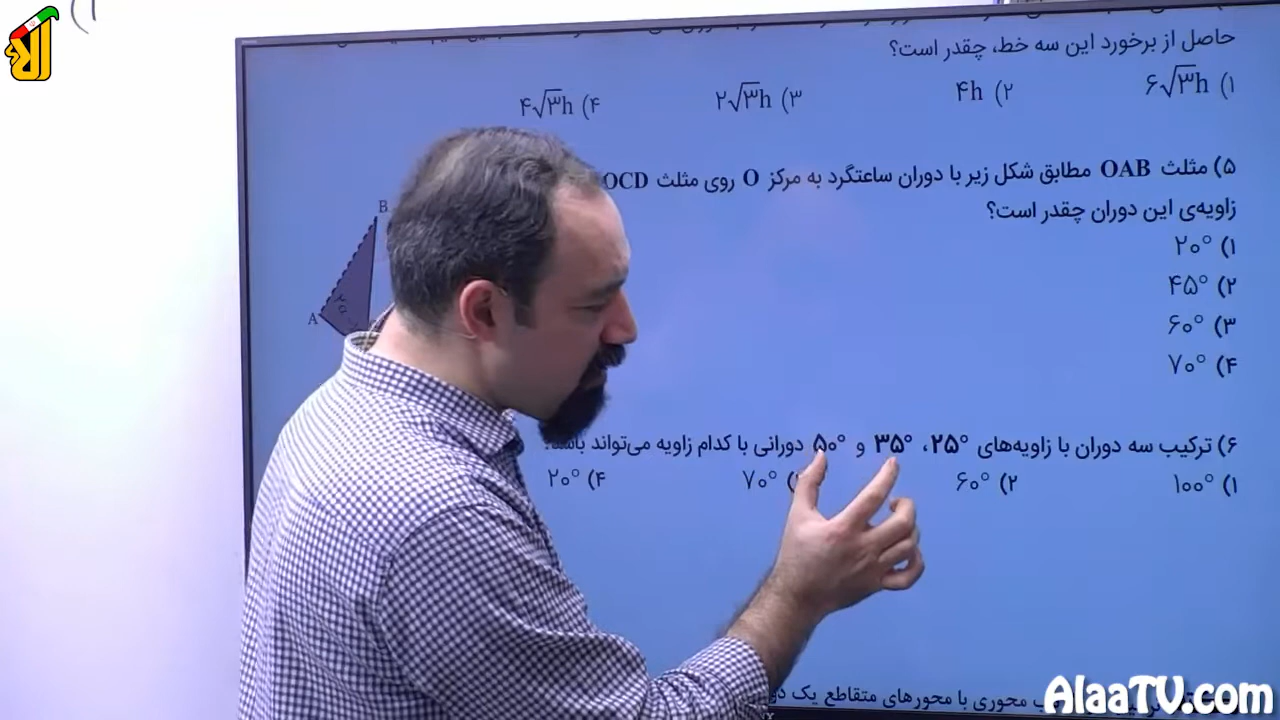 حاصل از برخورد این سه خط، چقدر است؟
۱) ۶√۳h ۲) ۴h ۳) ۲√۳h ۴) ۴√۳h
۵) مثلث OAB مطابق شکل زیر با دوران ساعتگرد به مرکز O روی مثلث OCD
زاویه‌ی این دوران چقدر است؟
۱) ۲۰°
۲) ۴۵°
۳) ۶۰°
۴) ۷۰°
B
A
۶) ترکیب سه دوران با زاویه‌های ۲۵°، ۳۵° و ۵۰° دورانی با کدام زاویه می‌تواند
۱) ۱۰۰° ۲) ۶۰° ۷۰° ۴) ۲۰°
محوری با محورهای متقاطع یک
AlaaTV.com